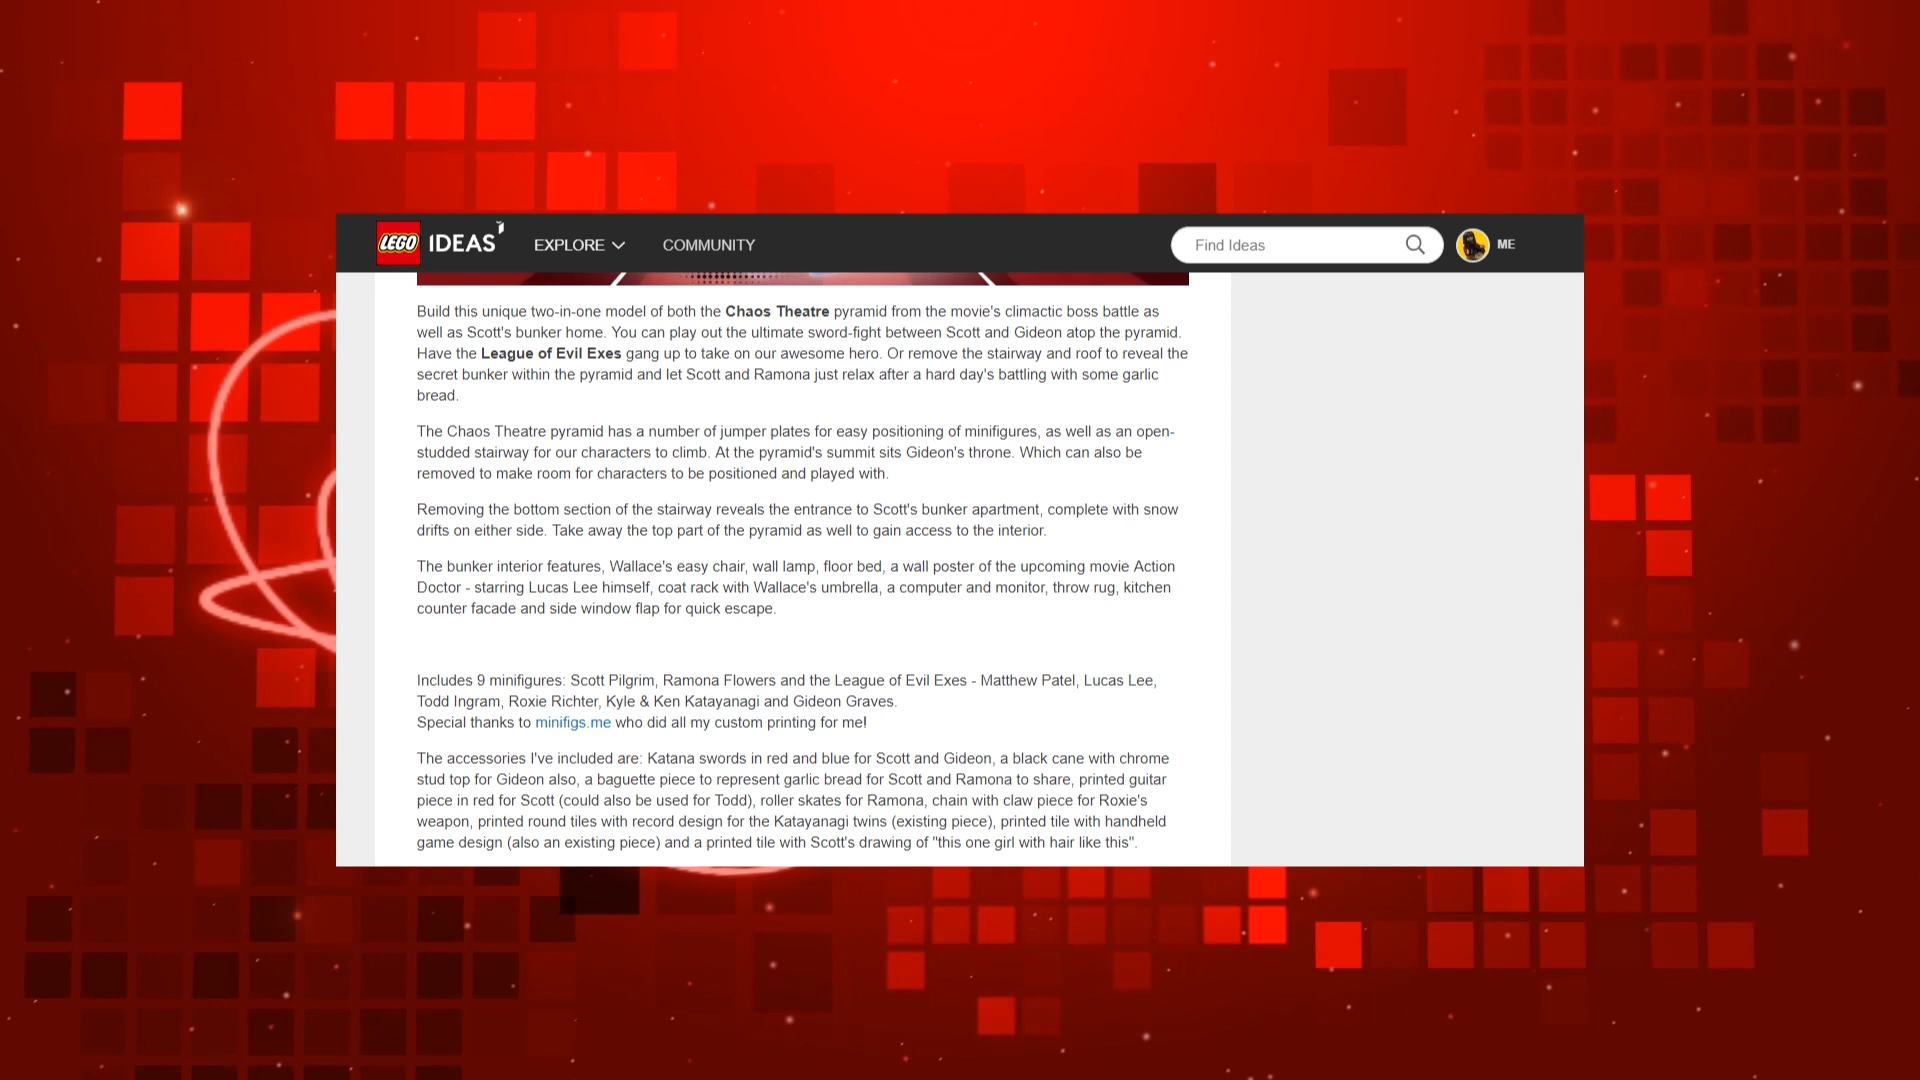 LEGO IDEAS EXPLORE COMMUNITY Find Ideas ME
Build this unique two-in-one model of both the Chaos Theatre pyramid from the movie's climactic boss battle as
well as Scott's bunker home. You can play out the ultimate sword-fight between Scott and Gideon atop the pyramid.
Have the League of Evil Exes gang up to take on our awesome hero. Or remove the stairway and roof to reveal the
secret bunker within the pyramid and let Scott and Ramona just relax after a hard day's battling with some garlic
bread.
The Chaos Theatre pyramid has a number of jumper plates for easy positioning of minifigures, as well as an open-
studded stairway for our characters to climb. At the pyramid's summit sits Gideon's throne. Which can also be
removed to make room for characters to be positioned and played with.
Removing the bottom section of the stairway reveals the entrance to Scott's bunker apartment, complete with snow
drifts on either side. Take away the top part of the pyramid as well to gain access to the interior.
The bunker interior features, Wallace's easy chair, wall lamp, floor bed, a wall poster of the upcoming movie Action
Doctor - starring Lucas Lee himself, coat rack with Wallace's umbrella, a computer and monitor, throw rug, kitchen
counter facade and side window flap for quick escape.
Includes 9 minifigures: Scott Pilgrim, Ramona Flowers and the League of Evil Exes - Matthew Patel, Lucas Lee,
Todd Ingram, Roxie Richter, Kyle & Ken Katayanagi and Gideon Graves.
Special thanks to minifigs.me who did all my custom printing for me!
The accessories I've included are: Katana swords in red and blue for Scott and Gideon, a black cane with chrome
stud top for Gideon also, a baguette piece to represent garlic bread for Scott and Ramona to share, printed guitar
piece in red for Scott (could also be used for Todd), roller skates for Ramona, chain with claw piece for Roxie's
weapon, printed round tiles with record design for the Katayanagi twins (existing piece), printed tile with handheld
game design (also an existing piece) and a printed tile with Scott's drawing of "this one girl with hair like this".